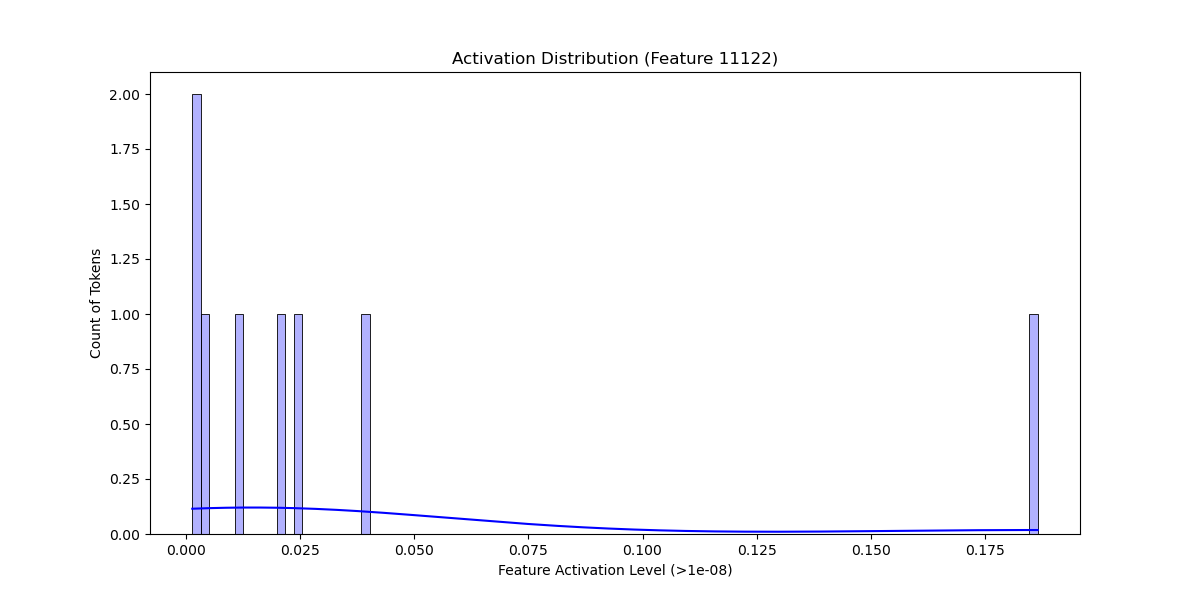 Activation Distribution (Feature 11122)
Count of Tokens
2.00
1.75
1.50
1.25
1.00
0.75
0.50
0.25
0.00
0.000 0.025 0.050 0.075 0.100 0.125 0.150 0.175
Feature Activation Level (>1e-08)